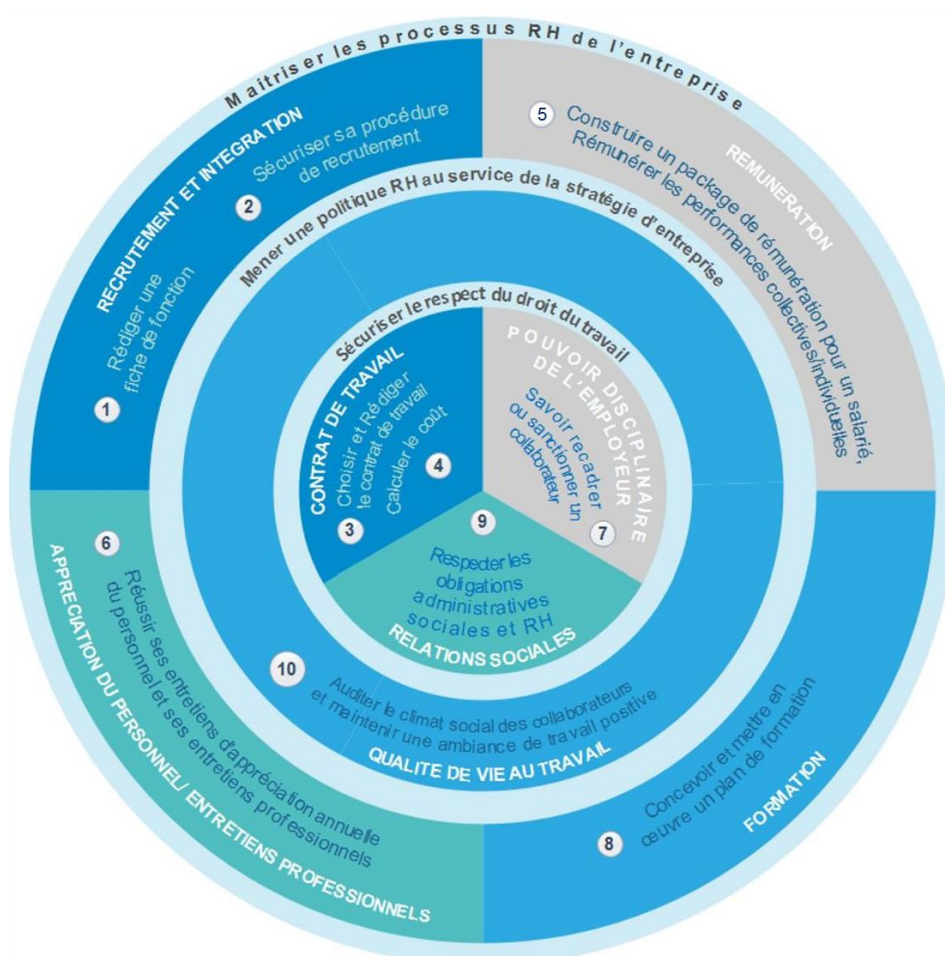 Maitriser les processus RH de l'entreprise
RECRUTEMENT ET INTEGRATION
1
Rédiger une
fiche de fonction
2
Sécuriser sa procédure
de recrutement
REMUNERATION
5
Construire un package de rémunération pour un salarié,
Rémunérer les performances collectives/individuelles
Mener une politique RH au service de la stratégie d'entreprise
Sécuriser le respect du droit du travail
CONTRAT DE TRAVAIL
3
Choisir et Rédiger
le contrat de travail
Calculer le coût
4
POUVOIR DISCIPLINAIRE
DE L'EMPLOYEUR
Savoir recadrer
ou sanctionner un
collaborateur
7
9
Respecter les
obligations
administratives
sociales et RH
RELATIONS SOCIALES
10
Auditer le climat social des collaborateurs
et maintenir une ambiance de travail positive
QUALITE DE VIE AU TRAVAIL
6
Réussir ses entretiens d'appréciation annuelle
du personnel et ses entretiens professionnels
APPRECIATION DU PERSONNEL/ ENTRETIENS PROFESSIONNELS
8
Concevoir et mettre en
œuvre un plan de formation
FORMATION